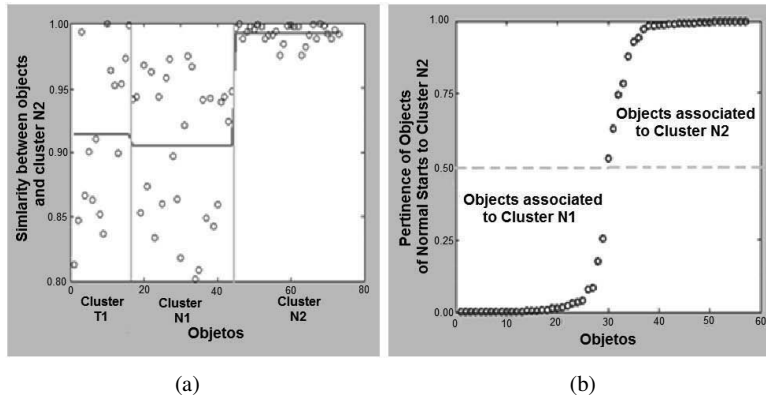 Similarity between objects
and cluster N2
1.00
0.95
0.90
0.85
0.80
0
20
40
60
80
Cluster
T1
Cluster
N1
Cluster
N2
Objetos
(a)
Pertinence of Objects
of Normal Starts to Cluster N2
1.00
0.75
0.50
0.25
0.00
Objects associated
to Cluster N2
Objects associated
to Cluster N1
0
10
20
30
40
50
60
Objetos
(b)